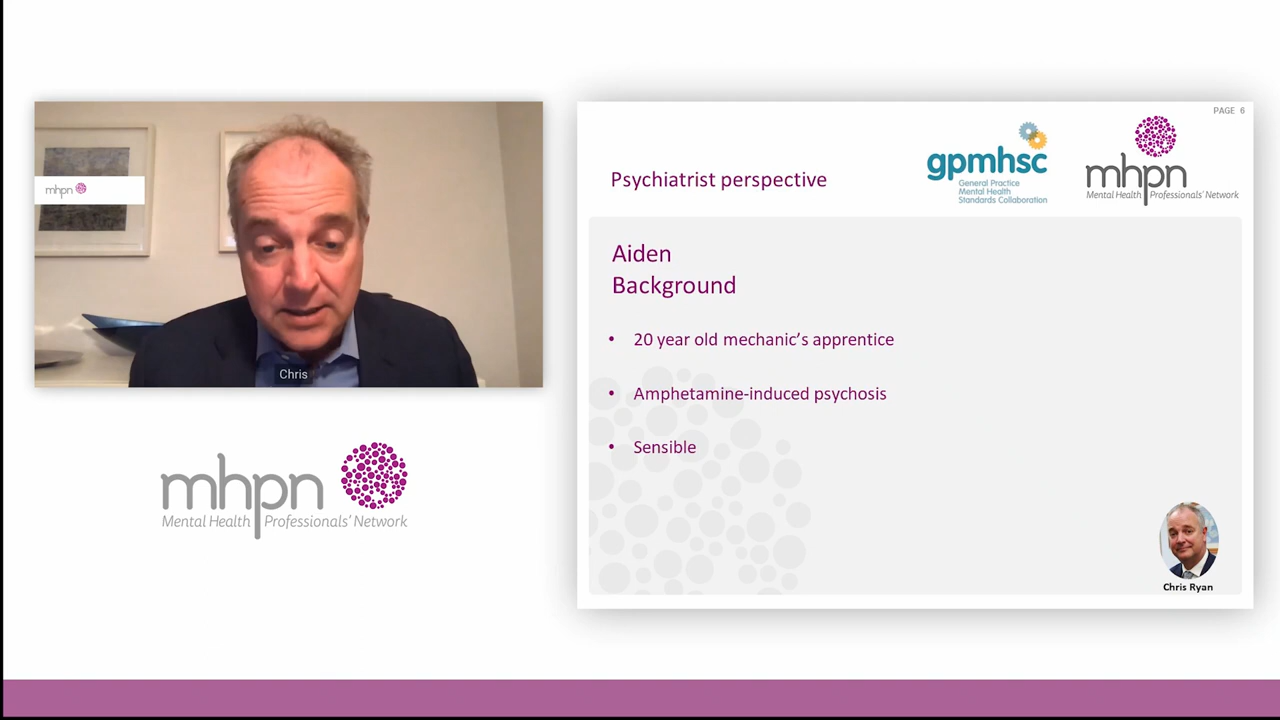 mhpn
Chris
mhpn
Mental Health Professionals' Network
PAGE 6
Psychiatrist perspective
gpmhsc
General Practice
Mental Health
Standards Collaboration
mhpn
Mental Health Professionals' Network
Aiden
Background
• 20 year old mechanic's apprentice
• Amphetamine-induced psychosis
• Sensible
Chris Ryan